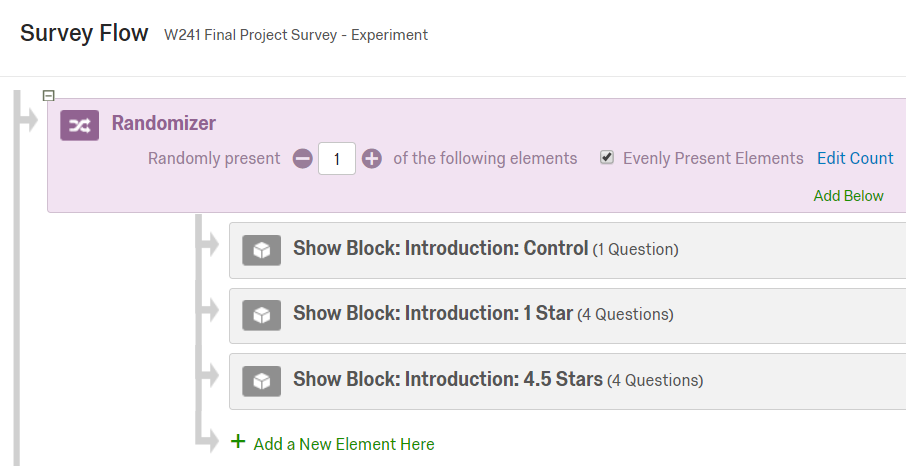 Survey Flow W241 Final Project Survey - Experiment
Randomizer
Randomly present 1 of the following elements Evenly Present Elements Edit Count
Add Below
Show Block: Introduction: Control (1 Question)
Show Block: Introduction: 1 Star (4 Questions)
Show Block: Introduction: 4.5 Stars (4 Questions)
+ Add a New Element Here